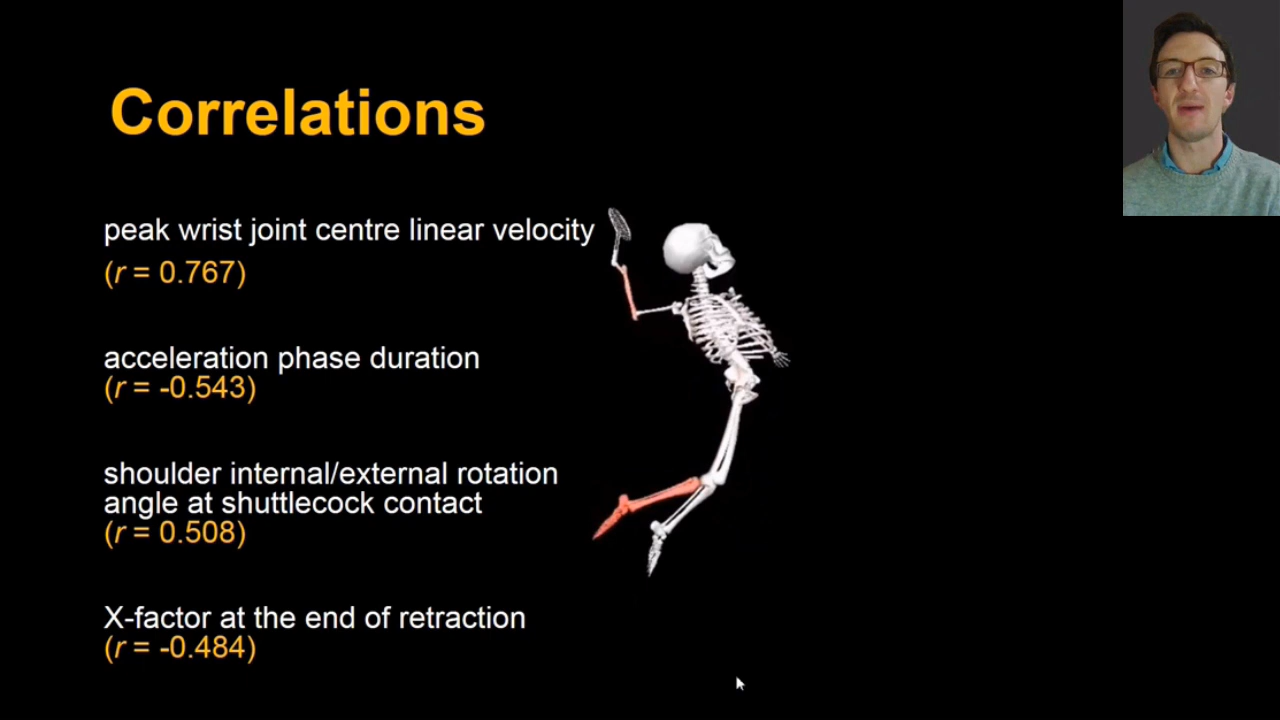 Correlations
peak wrist joint centre linear velocity
(r = 0.767)
acceleration phase duration
(r = -0.543)
shoulder internal/external rotation
angle at shuttlecock contact
(r = 0.508)
X-factor at the end of retraction
(r = -0.484)